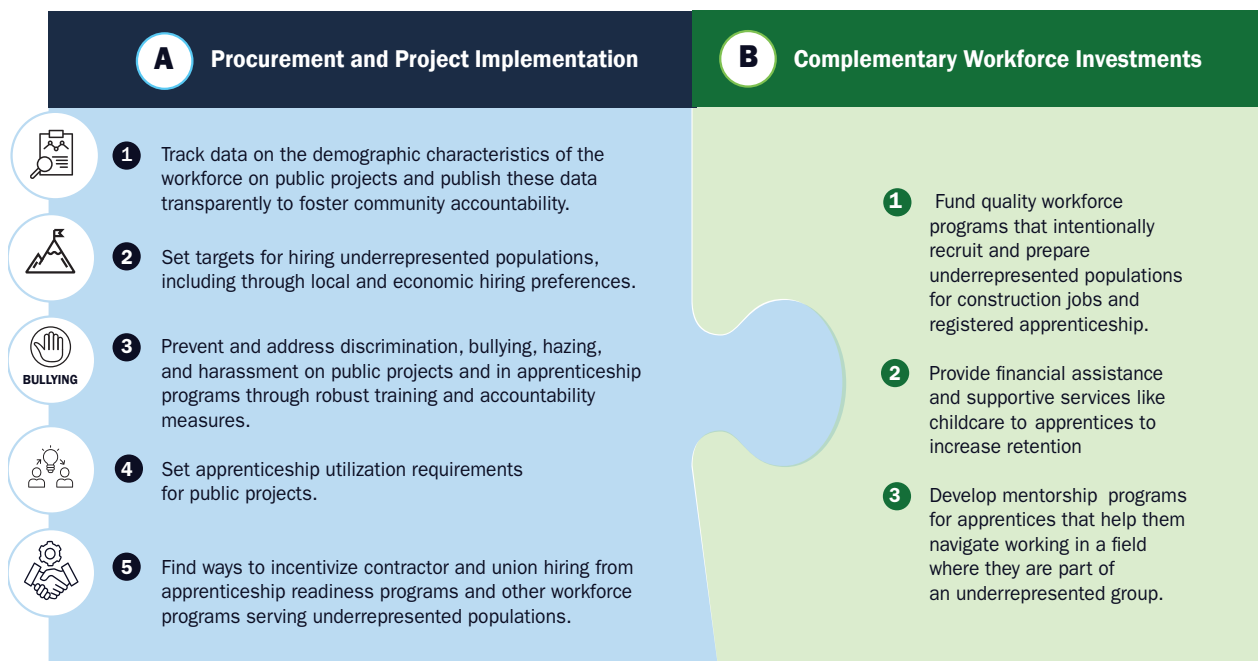 A Procurement and Project Implementation
1 Track data on the demographic characteristics of the
workforce on public projects and publish these data
transparently to foster community accountability.
2 Set targets for hiring underrepresented populations,
including through local and economic hiring preferences.
BULLYING
3 Prevent and address discrimination, bullying, hazing,
and harassment on public projects and in apprenticeship
programs through robust training and accountability
measures.
4 Set apprenticeship utilization requirements
for public projects.
5 Find ways to incentivize contractor and union hiring from
apprenticeship readiness programs and other workforce
programs serving underrepresented populations.
B Complementary Workforce Investments
1 Fund quality workforce
programs that intentionally
recruit and prepare
underrepresented populations
for construction jobs and
registered apprenticeship.
2 Provide financial assistance
and supportive services like
childcare to apprentices to
increase retention
3 Develop mentorship programs
for apprentices that help them
navigate working in a field
where they are part of
an underrepresented group.